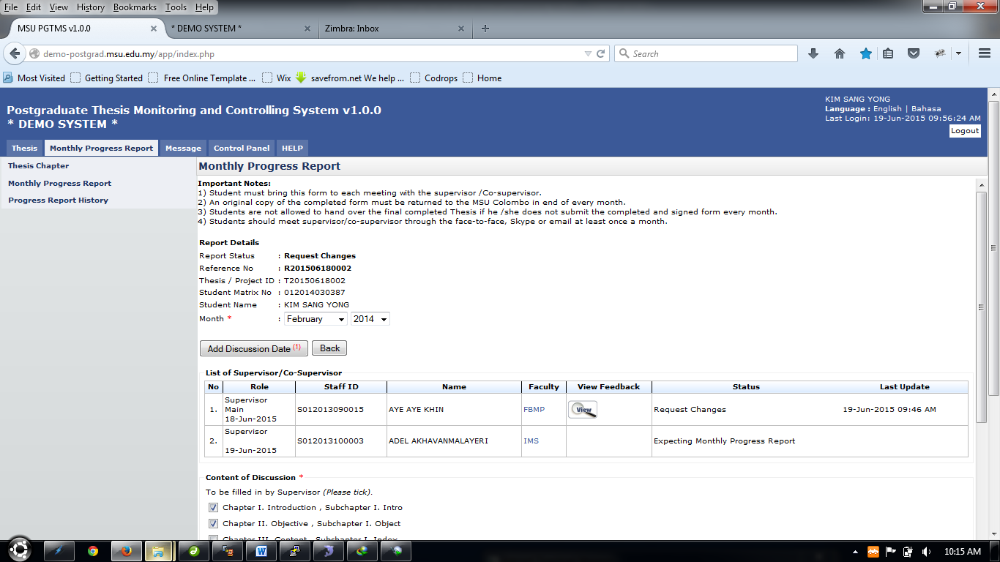 File Edit View History Bookmarks Tools Help
MSU PGTMS v1.0.0 * DEMO SYSTEM * Zimbra: Inbox
demo-postgrad.msu.edu.my/app/index.php Search
Most Visited Getting Started Free Online Template ... Wix savefrom.net We help ... Codrops Home
Postgraduate Thesis Monitoring and Controlling System v1.0.0
* DEMO SYSTEM *
KIM SANG YONG
Language : English | Bahasa
Last Login: 19-Jun-2015 09:56:24 AM
Logout
Thesis Monthly Progress Report Message Control Panel HELP
Thesis Chapter
Monthly Progress Report
Progress Report History
Monthly Progress Report
Important Notes:
1) Student must bring this form to each meeting with the supervisor /Co-supervisor.
2) An original copy of the completed form must be returned to the MSU Colombo in end of every month.
3) Students are not allowed to hand over the final completed Thesis if he /she does not submit the completed and signed form every month.
4) Students should meet supervisor/co-supervisor through the face-to-face, Skype or email at least once a month.
Report Details
Report Status : Request Changes
Reference No : R201506180002
Thesis / Project ID : T20150618002
Student Matrix No : 012014030387
Student Name : KIM SANG YONG
Month * : February 2014
Add Discussion Date (1) Back
List of Supervisor/Co-Supervisor
No Role Staff ID Name Faculty View Feedback Status Last Update
1. Supervisor Main 18-Jun-2015 S012013090015 AYE AYE KHIN FBMP View Request Changes 19-Jun-2015 09:46 AM
2. Supervisor 19-Jun-2015 S012013100003 ADEL AKHAVANMALAYERI IMS Expecting Monthly Progress Report
Content of Discussion *
To be filled in by Supervisor (Please tick).
Chapter I. Introduction , Subchapter I. Intro
Chapter II. Objective , Subchapter I. Object
Chapter III. Content , Subchapter I. Index
10:15 AM